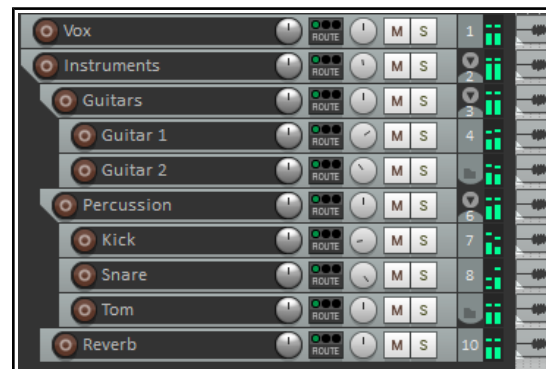 Vox ROUTE M S 1
Instruments ROUTE M S 2
Guitars ROUTE M S 3
Guitar 1 ROUTE M S 4
Guitar 2 ROUTE M S
Percussion ROUTE M S 6
Kick ROUTE M S 7
Snare ROUTE M S 8
Tom ROUTE M S
Reverb ROUTE M S 10